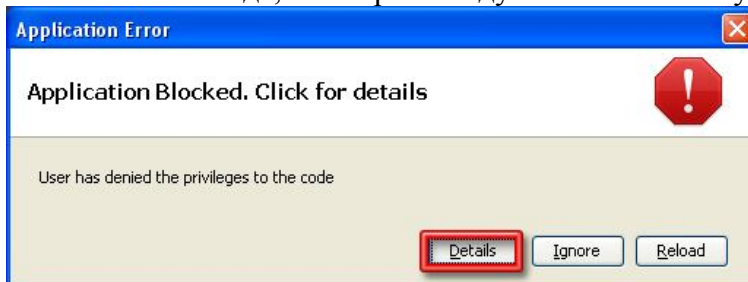 Application Error
Application Blocked. Click for details
User has denied the privileges to the code
Details Ignore Reload